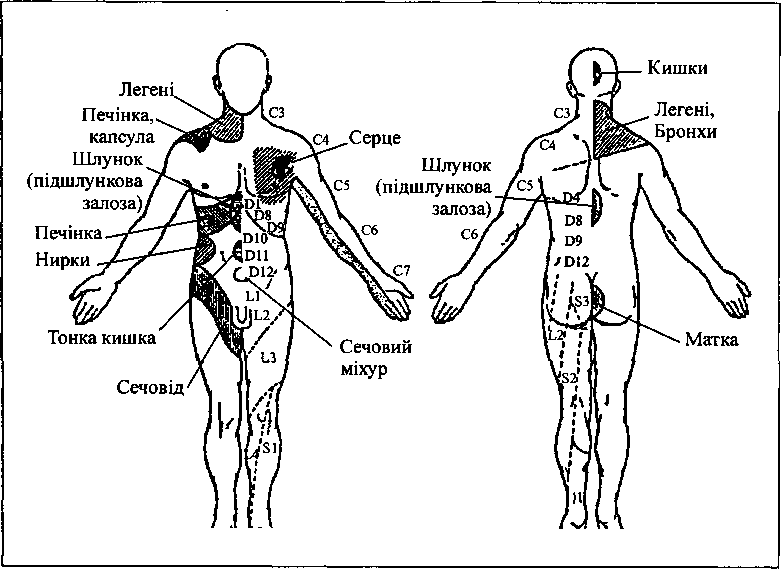 Легені
Печінка,
капсула
Шлунок
(підшлункова
залоза)
Печінка
Нирки
Тонка кишка
Сечовід
C3
C4
Серце
C5
C6
C7
D1
D8
D9
D10
D11
D12
L1
L2
L3
S1
Сечовий
міхур
Кишки
C3
Легені,
Бронхи
C4
Шлунок
(підшлункова
залоза)
C5
C6
D4
D8
D9
D12
S3
L2
S2
Матка